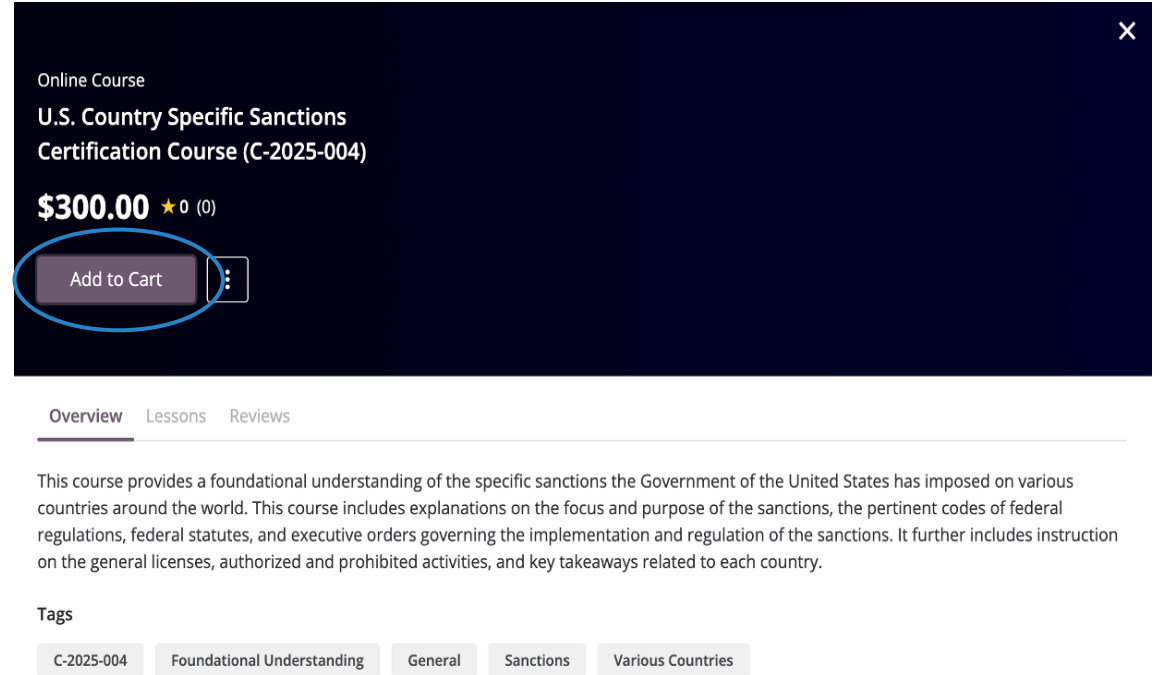 Online Course
U.S. Country Specific Sanctions
Certification Course (C-2025-004)
$300.00 ★ 0 (0)
Add to Cart
Overview Lessons Reviews
This course provides a foundational understanding of the specific sanctions the Government of the United States has imposed on various
countries around the world. This course includes explanations on the focus and purpose of the sanctions, the pertinent codes of federal
regulations, federal statutes, and executive orders governing the implementation and regulation of the sanctions. It further includes instruction
on the general licenses, authorized and prohibited activities, and key takeaways related to each country.
Tags
C-2025-004 Foundational Understanding General Sanctions Various Countries